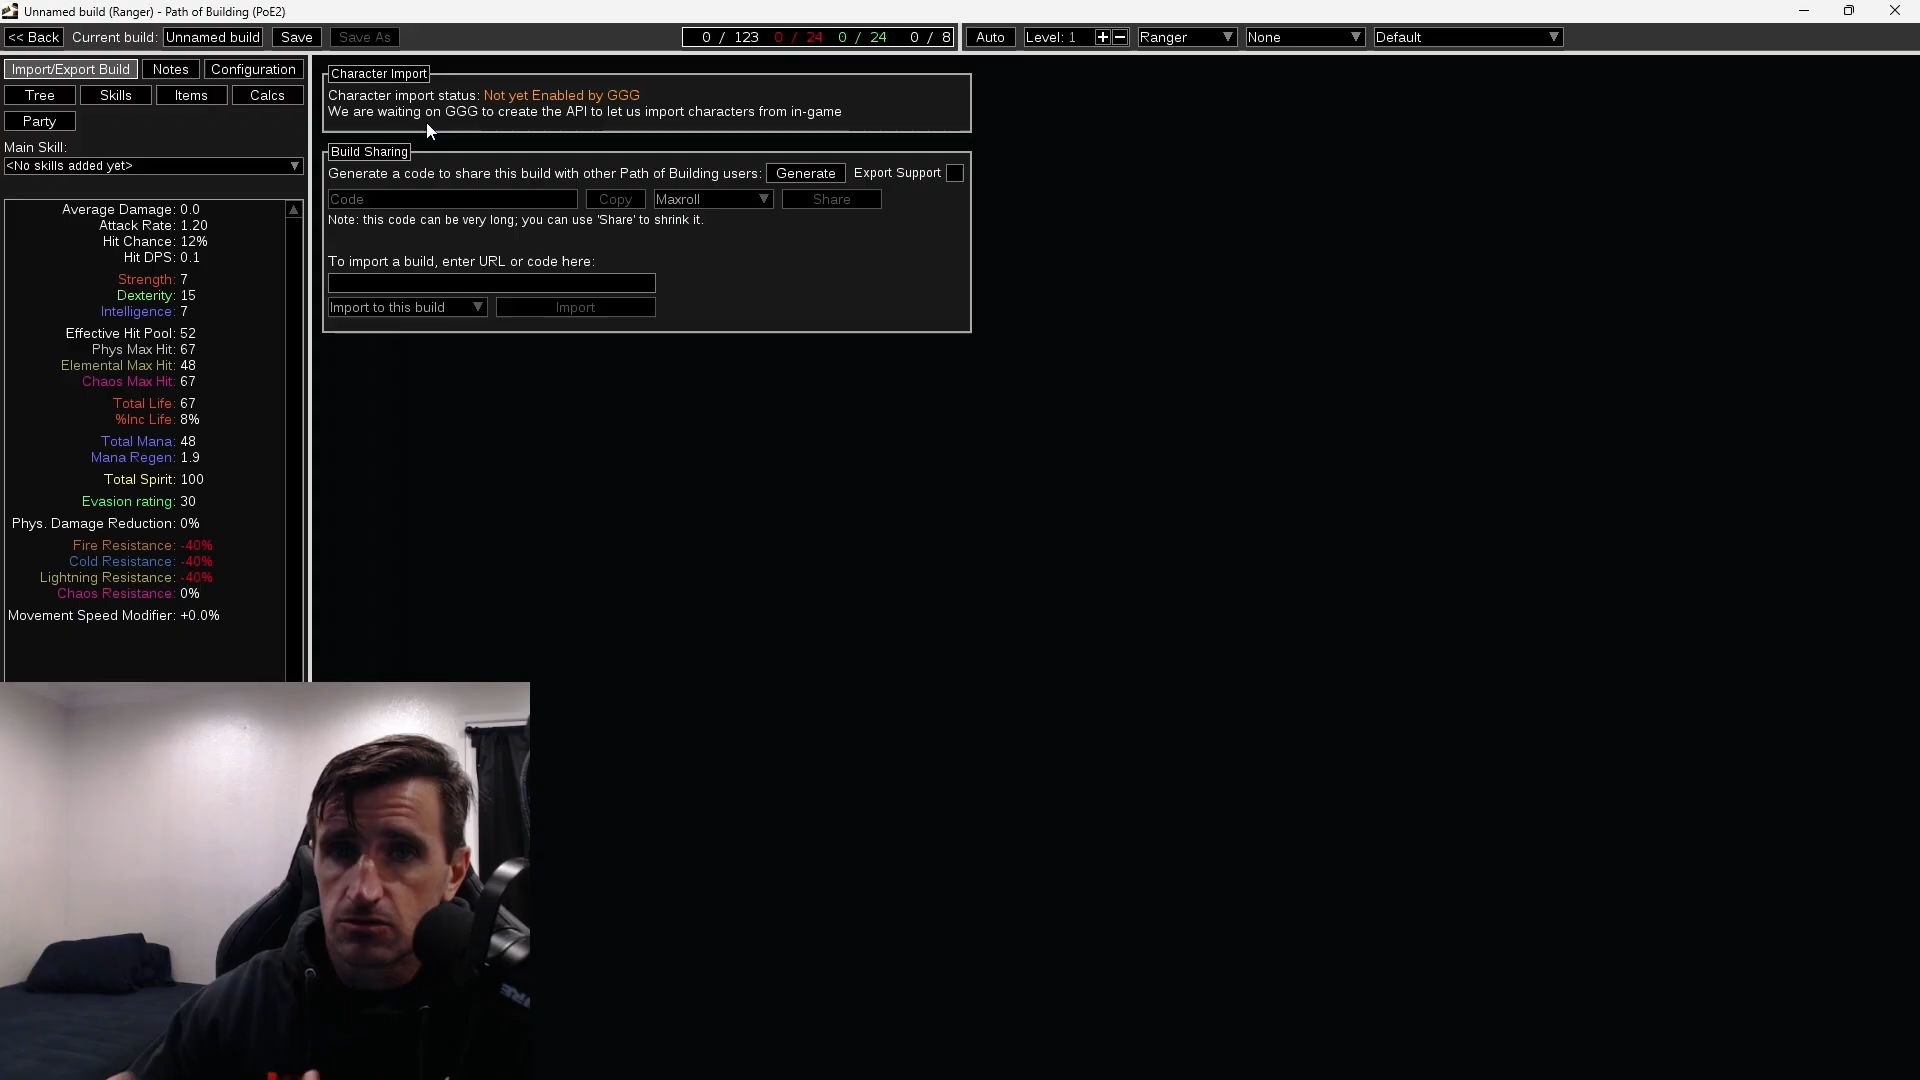 Unnamed build (Ranger) - Path of Building (PoE2)
<< Back Current build: Unnamed build Save Save As 0 / 123 0 / 24 0 / 24 0 / 8 Auto Level: 1 + - Ranger None Default
Import/Export Build Notes Configuration
Tree Skills Items Calcs
Party
Main Skill:
<No skills added yet>
Average Damage: 0.0
Attack Rate: 1.20
Hit Chance: 12%
Hit DPS: 0.1
Strength: 7
Dexterity: 15
Intelligence: 7
Effective Hit Pool: 52
Phys Max Hit: 67
Elemental Max Hit: 48
Chaos Max Hit: 67
Total Life: 67
%Inc Life: 8%
Total Mana: 48
Mana Regen: 1.9
Total Spirit: 100
Evasion rating: 30
Phys. Damage Reduction: 0%
Fire Resistance: -40%
Cold Resistance: -40%
Lightning Resistance: -40%
Chaos Resistance: 0%
Movement Speed Modifier: +0.0%
Character Import
Character import status: Not yet Enabled by GGG
We are waiting on GGG to create the API to let us import characters from in-game
Build Sharing
Generate a code to share this build with other Path of Building users: Generate Export Support
Code Copy Maxroll Share
Note: this code can be very long; you can use 'Share' to shrink it.
To import a build, enter URL or code here:
Import to this build Import